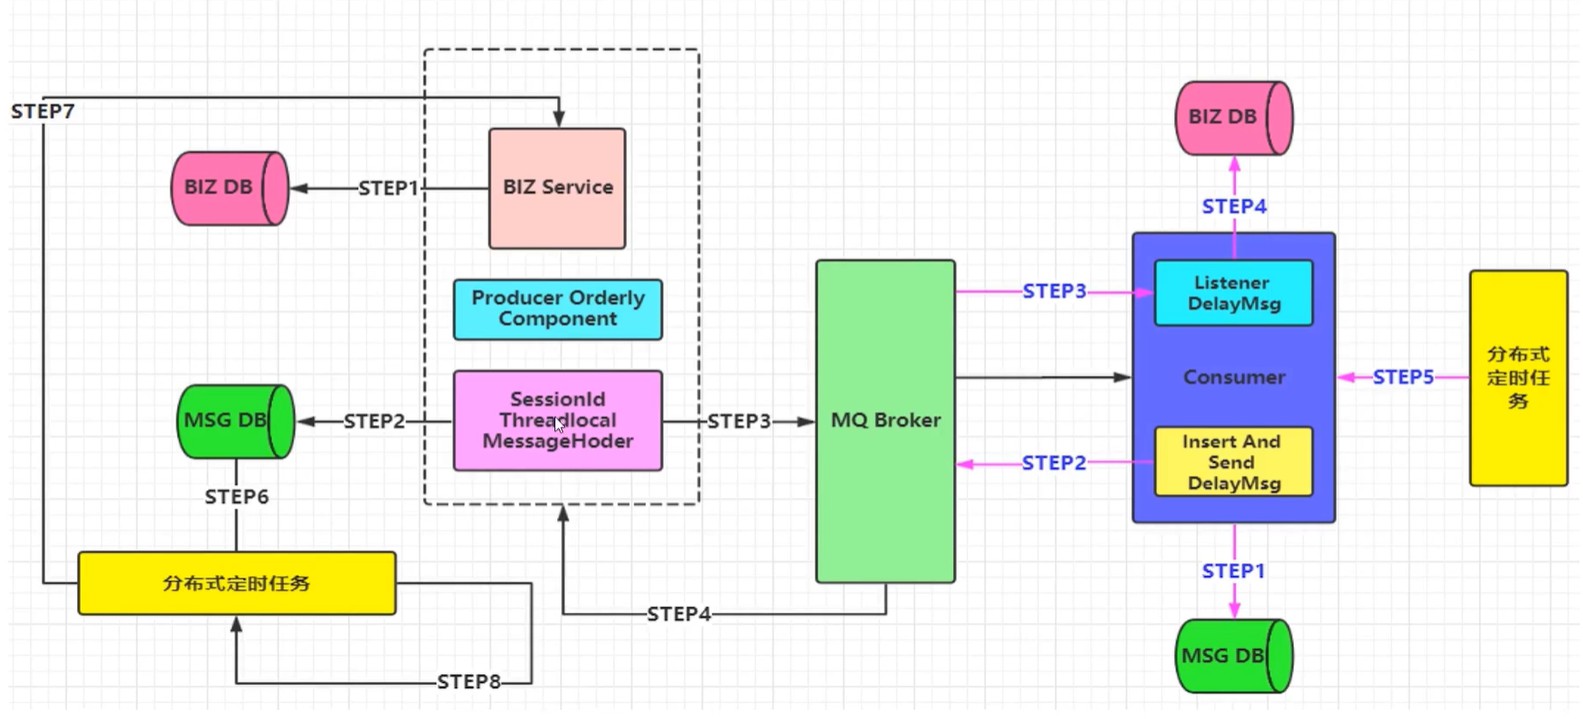 STEP7
BIZ DB
STEP1
BIZ Service
Producer Orderly
Component
MSG DB
STEP2
SessionId
Threadlocal
MessageHoder
STEP3
STEP6
分布式定时任务
STEP8
STEP4
MQ Broker
BIZ DB
STEP4
STEP3
Listener
DelayMsg
Consumer
STEP2
Insert And
Send
DelayMsg
STEP5
分布式
定时任
务
STEP1
MSG DB